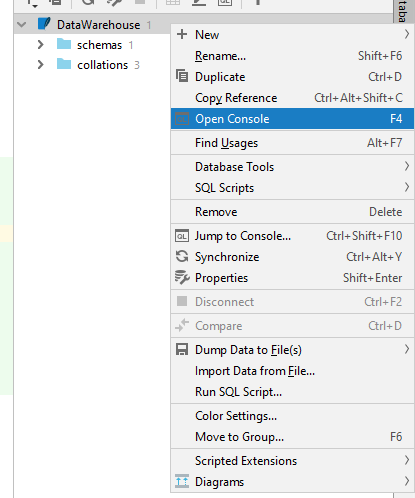 DataWarehouse 1
schemas 1
collations 3
New
Rename... Shift+F6
Duplicate Ctrl+D
Copy Reference Ctrl+Alt+Shift+C
Open Console F4
Find Usages Alt+F7
Database Tools
SQL Scripts
Remove Delete
QL Jump to Console... Ctrl+Shift+F10
Synchronize Ctrl+Alt+Y
Properties Shift+Enter
Disconnect Ctrl+F2
Compare Ctrl+D
Dump Data to File(s)
Import Data from File...
Run SQL Script...
Color Settings...
Move to Group... F6
Scripted Extensions
Diagrams